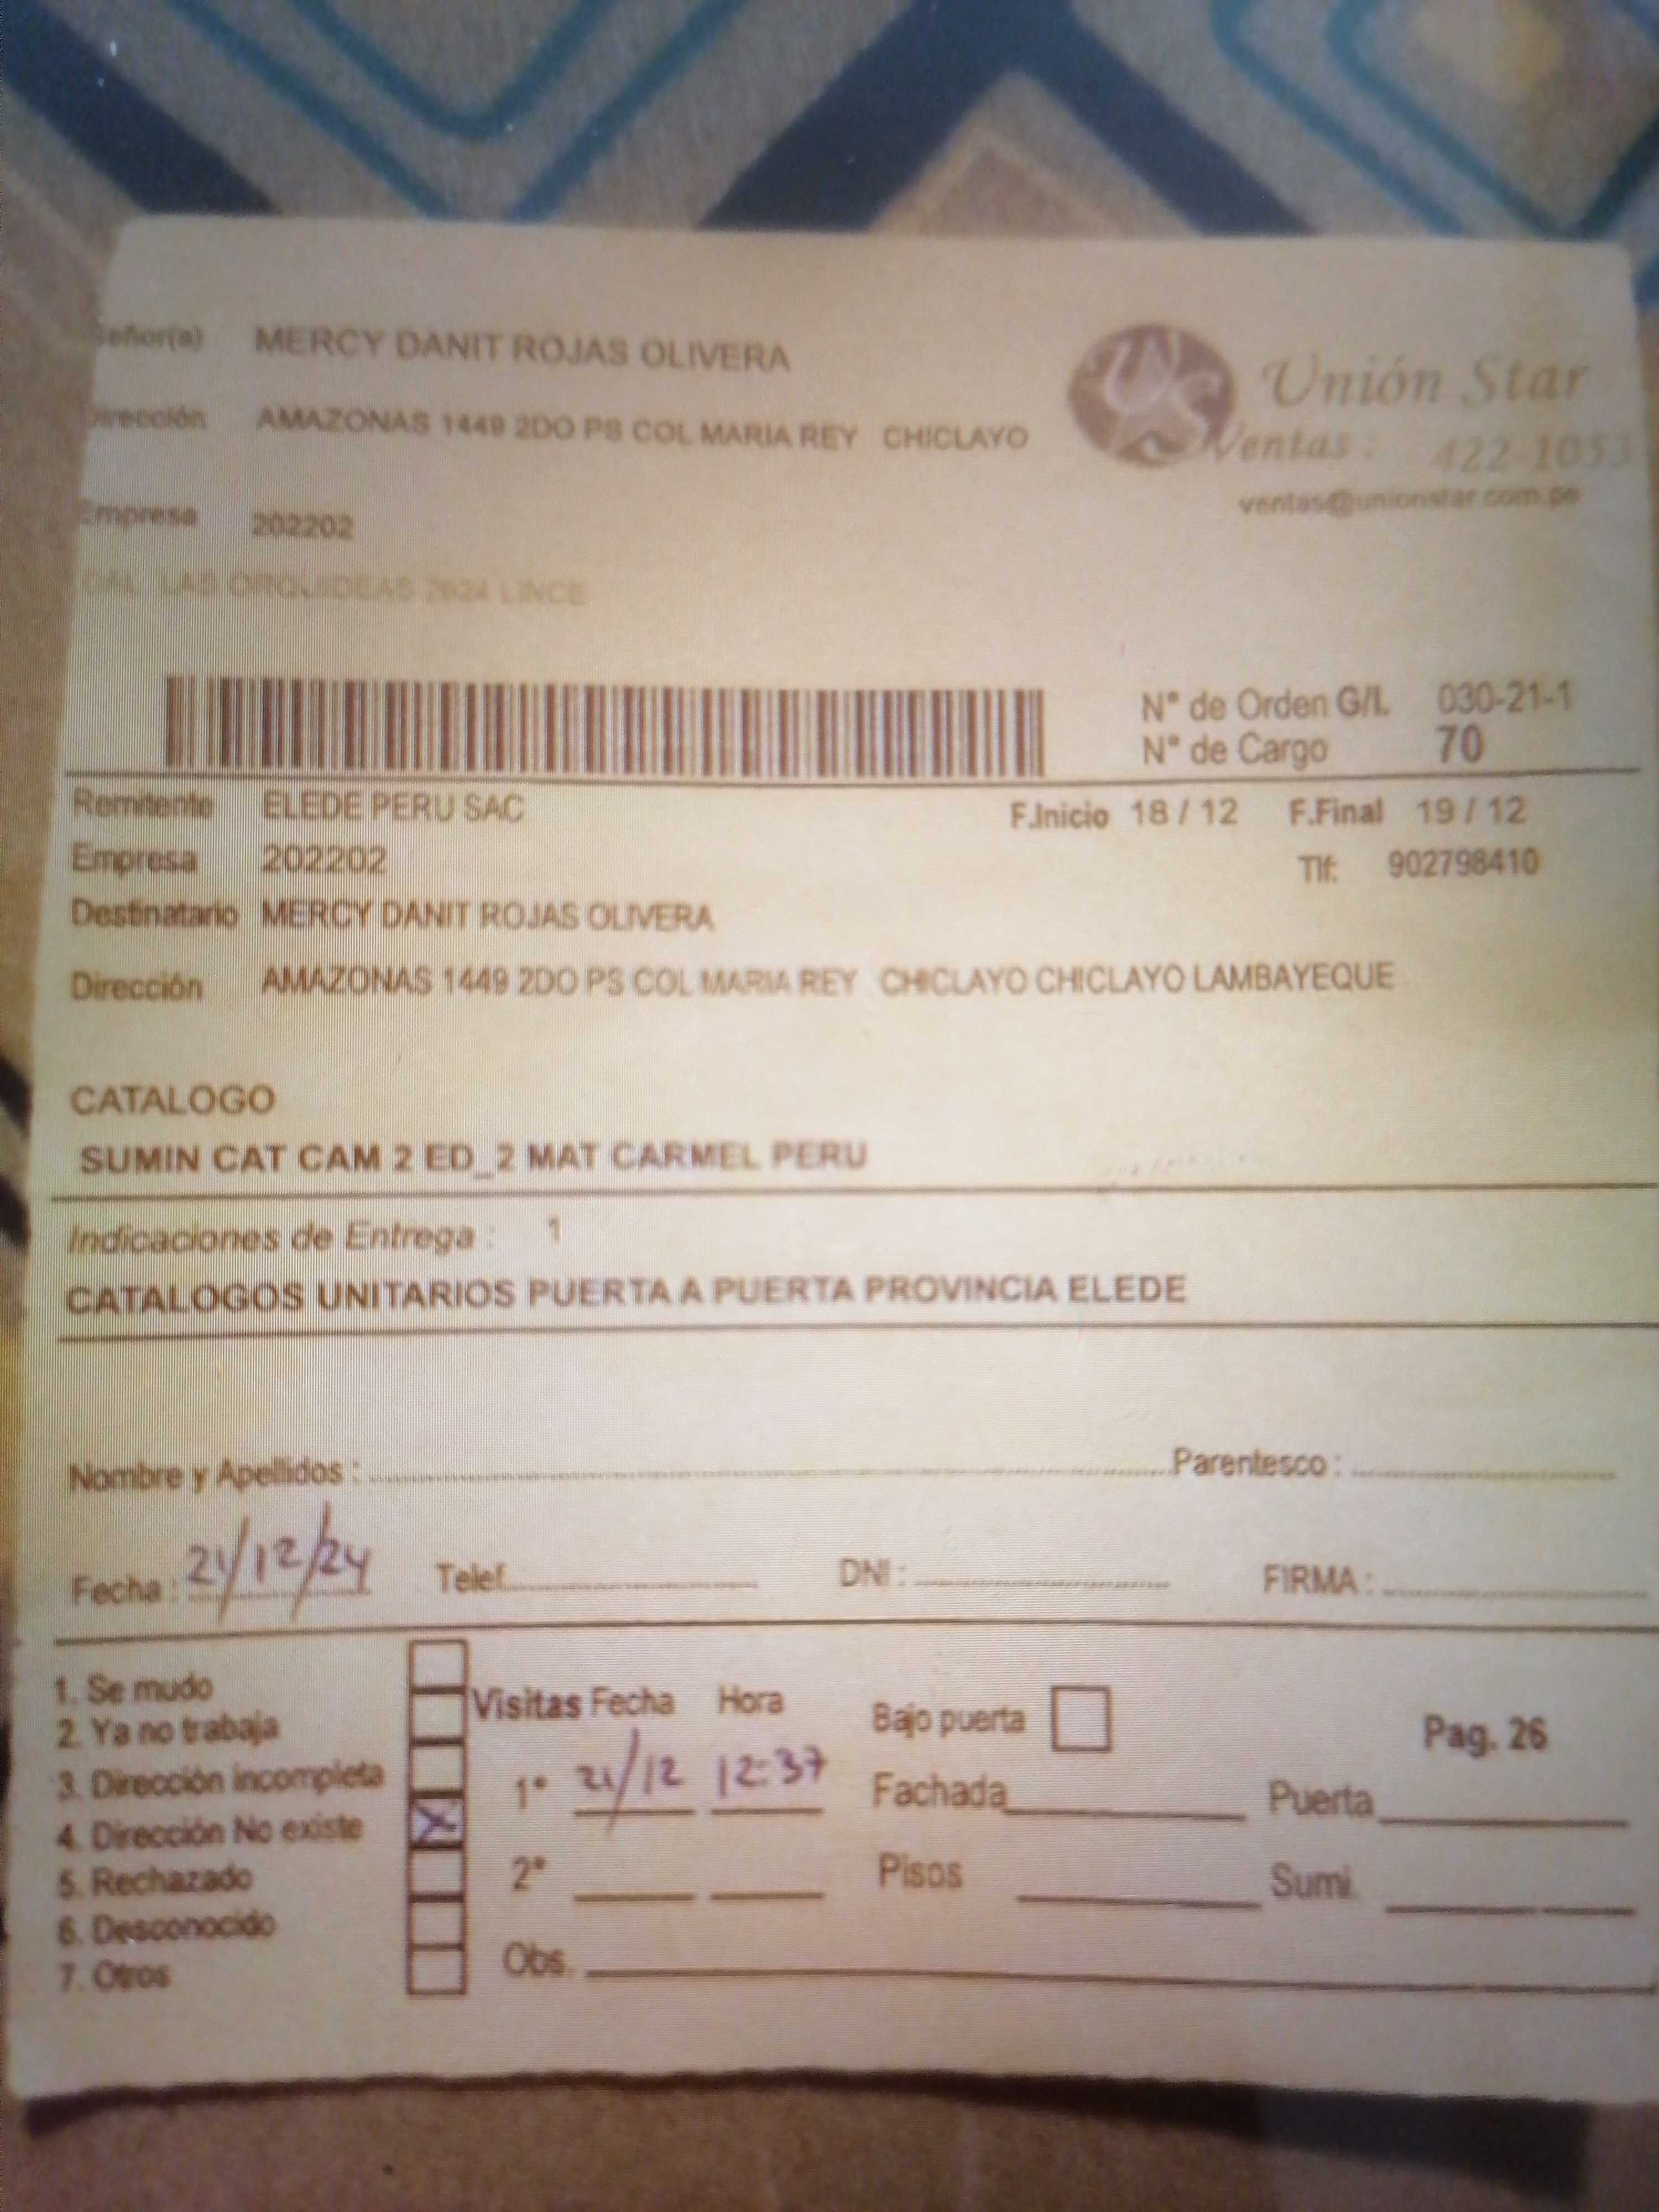 Señor(a) MERCY DANIT ROJAS OLIVERA
Dirección AMAZONAS 1449 2DO PS COL MARIA REY CHICLAYO
Unión Star
Ventas : 422-1053
ventas@unionstar.com.pe
Empresa 202202
CAL. LAS ORQUIDEAS 2624 LINCE
N° de Orden G/I. 030-21-1
N° de Cargo 70
Remitente ELEDE PERU SAC F.Inicio 18 / 12 F.Final 19 / 12
Empresa 202202 Tlf: 902798410
Destinatario MERCY DANIT ROJAS OLIVERA
Dirección AMAZONAS 1449 2DO PS COL MARIA REY CHICLAYO CHICLAYO LAMBAYEQUE
CATALOGO
SUMIN CAT CAM 2 ED_2 MAT CARMEL PERU
Indicaciones de Entrega : 1
CATALOGOS UNITARIOS PUERTA A PUERTA PROVINCIA ELEDE
Nombre y Apellidos : Parentesco :
Fecha : 21/12/24 Telef. DNI : FIRMA :
1. Se mudo
2. Ya no trabaja
3. Dirección incompleta
4. Dirección No existe X
5. Rechazado
6. Desconocido
7. Otros
Visitas Fecha Hora
1° 21/12 12:37
2°
Obs.
Bajo puerta
Fachada Puerta
Pisos Sumi.
Pag. 26